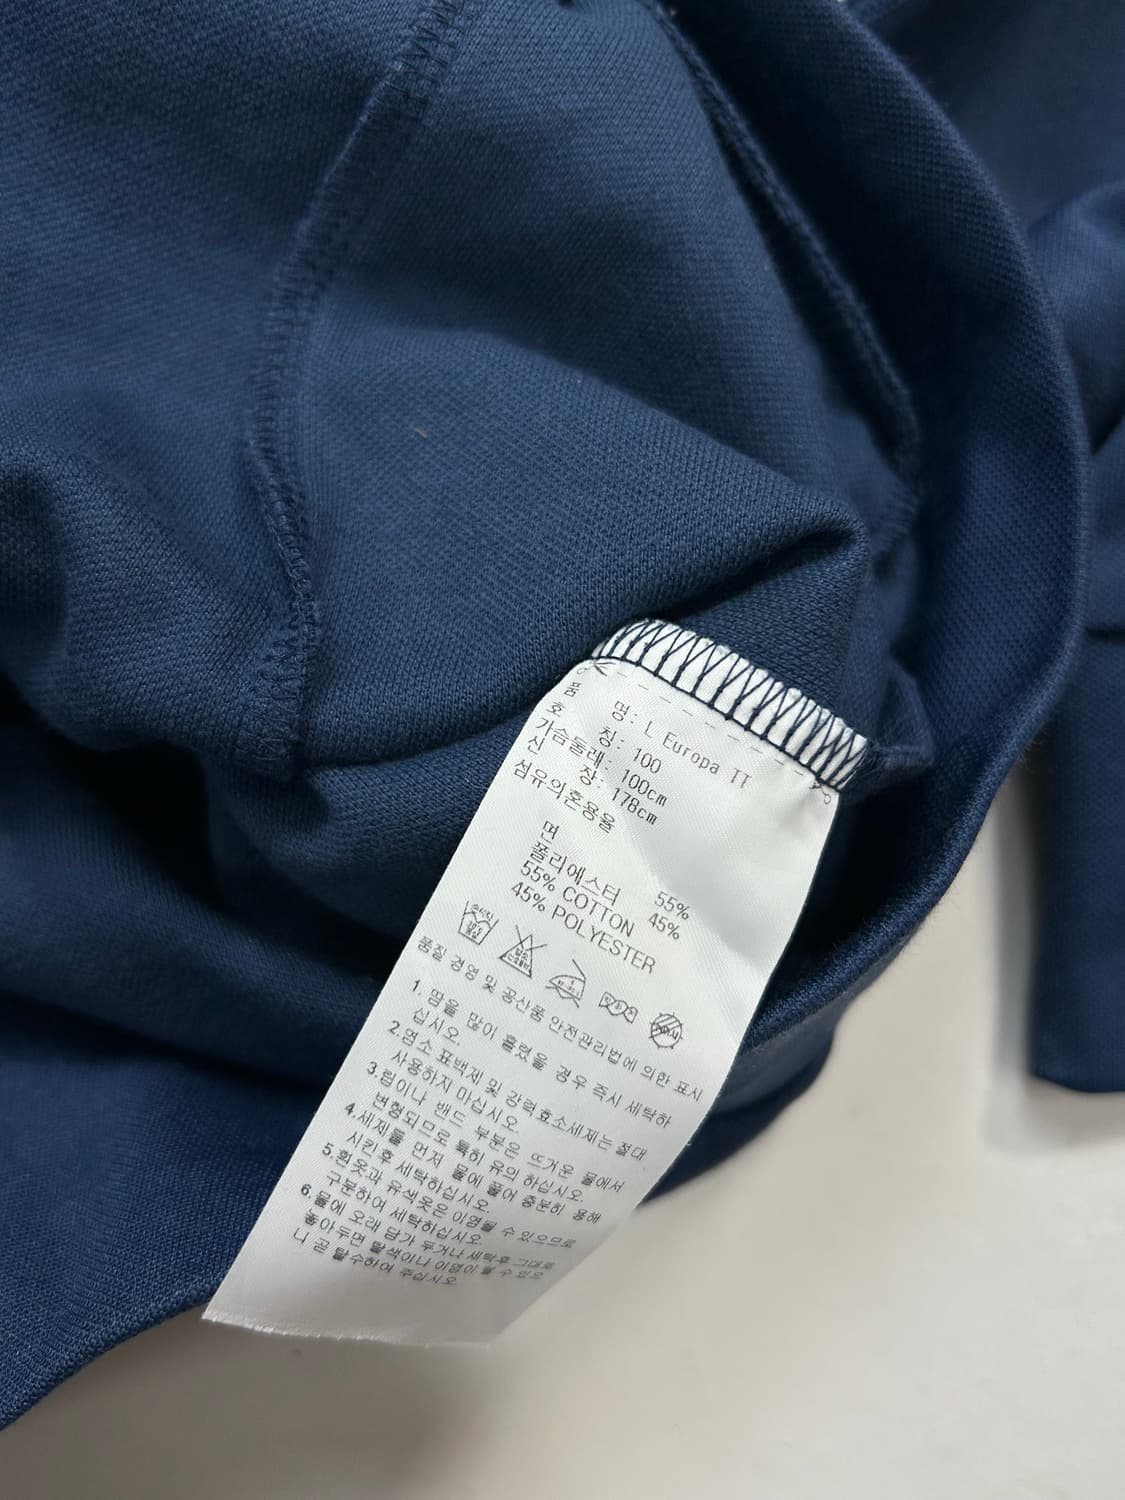 품 명: L Europa TT
호 칭: 100
가슴둘레: 100cm
신 장: 178cm
섬유의혼용율
면 55%
폴리에스터 45%
55% COTTON
45% POLYESTER
품질 경영 및 공산품 안전관리법에 의한 표시
1. 땀을 많이 흘렸을 경우 즉시 세탁하
십시오.
2.염소 표백제 및 강력효소세제는 절대
사용하지 마십시오.
3.립이나 밴드 부분은 뜨거운 물에서
변형되므로 특히 유의 하십시오.
4.세제를 먼저 물에 풀어 충분히 용해
시킨후 세탁하십시오.
5.흰옷과 유색옷은 이염될 수 있으므로
구분하여 세탁하십시오.
6.물에 오래 담가 두거나 세탁후 그대로
놓아두면 탈색이나 이염이 될 수 있으
니 곧 탈수하여 주십시오